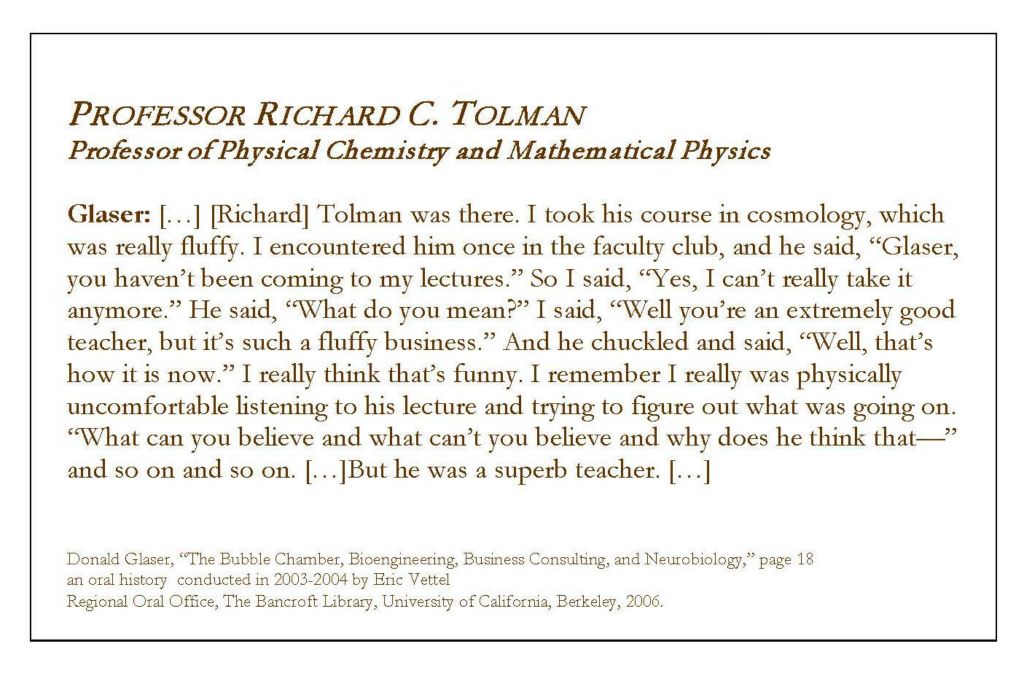 PROFESSOR RICHARD C. TOLMAN
Professor of Physical Chemistry and Mathematical Physics
Glaser: […] [Richard] Tolman was there. I took his course in cosmology, which
was really fluffy. I encountered him once in the faculty club, and he said, “Glaser,
you haven’t been coming to my lectures.” So I said, “Yes, I can’t really take it
anymore.” He said, “What do you mean?” I said, “Well you’re an extremely good
teacher, but it’s such a fluffy business.” And he chuckled and said, “Well, that’s
how it is now.” I really think that’s funny. I remember I really was physically
uncomfortable listening to his lecture and trying to figure out what was going on.
“What can you believe and what can’t you believe and why does he think that—”
and so on and so on. […]But he was a superb teacher. […]
Donald Glaser, “The Bubble Chamber, Bioengineering, Business Consulting, and Neurobiology,” page 18
an oral history conducted in 2003-2004 by Eric Vettel
Regional Oral Office, The Bancroft Library, University of California, Berkeley, 2006.